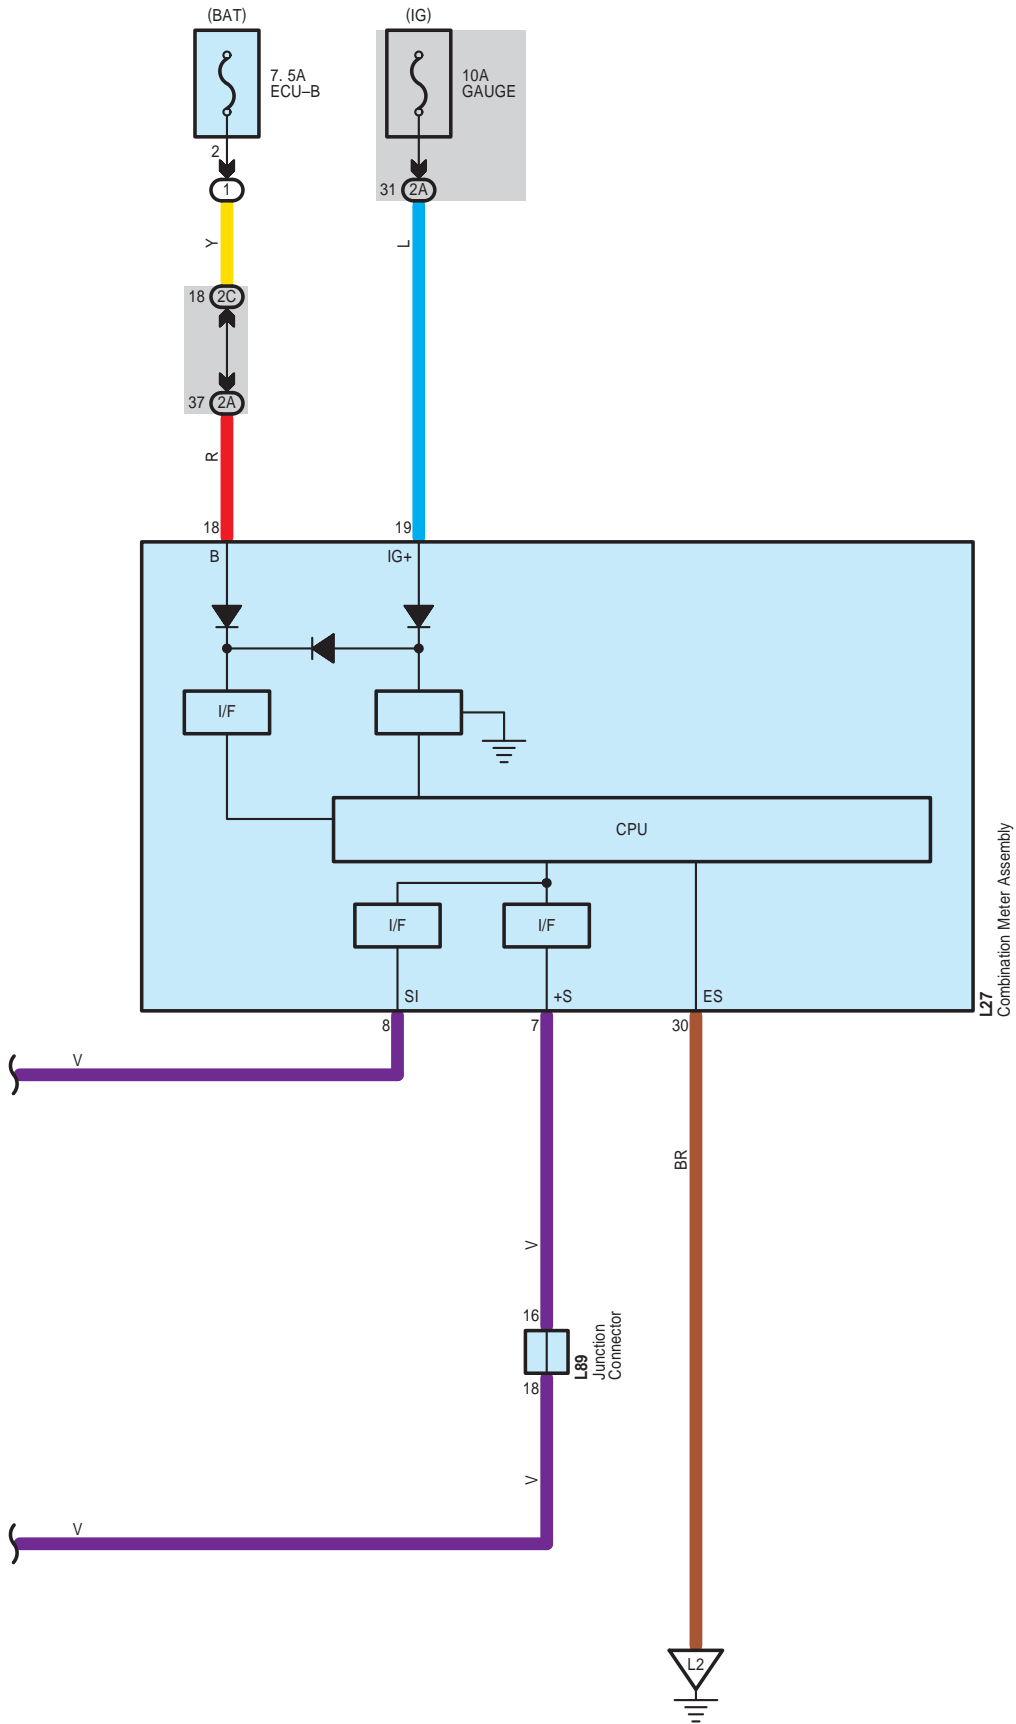 (BAT)
(IG)
7. 5A
ECU–B
10A
GAUGE
2
1
31
2A
Y
L
18
2C
37
2A
R
18
19
B
IG+
I/F
CPU
I/F
I/F
SI
+S
ES
8
7
30
L27
Combination Meter Assembly
V
BR
V
16
18
L89
Junction
Connector
V
V
L2